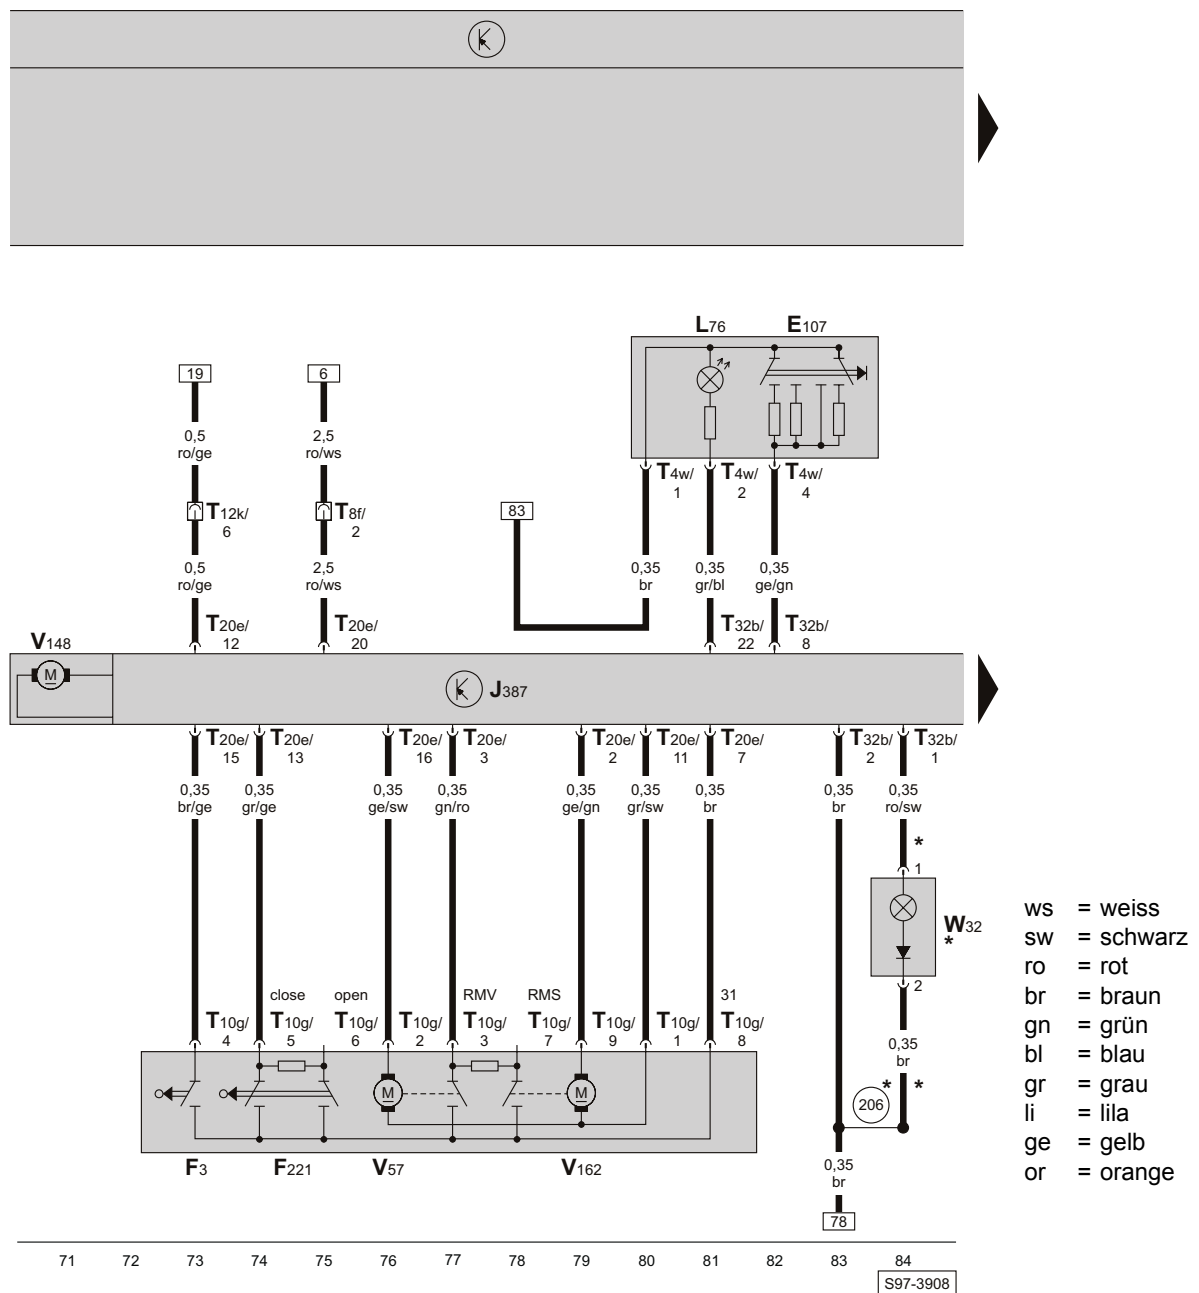 L76 E107
19 6
0,5 2,5
ro/ge ro/ws
T4w/ T4w/ T4w/
1 2 4
83
T12k/ T8f/
6 2
0,5 2,5 0,35 0,35 0,35
ro/ge ro/ws br gr/bl ge/gn
T20e/ T20e/ T32b/ T32b/
12 20 22 8
V148
M
J387
T20e/ T20e/ T20e/ T20e/ T20e/ T20e/ T20e/ T32b/ T32b/
15 13 16 3 2 11 7 2 1
0,35 0,35 0,35 0,35 0,35 0,35 0,35 0,35 0,35
br/ge gr/ge ge/sw gn/ro ge/gn gr/sw br br ro/sw
*
1
W32
*
2
close open RMV RMS 31
T10g/ T10g/ T10g/ T10g/ T10g/ T10g/ T10g/ T10g/ T10g/
4 5 6 2 3 7 9 1 8
0,35
br
M M
* *
206
F3 F221 V57 V162
0,35
br
78
71 72 73 74 75 76 77 78 79 80 81 82 83 84
S97-3908
ws = weiss
sw = schwarz
ro = rot
br = braun
gn = grün
bl = blau
gr = grau
li = lila
ge = gelb
or = orange